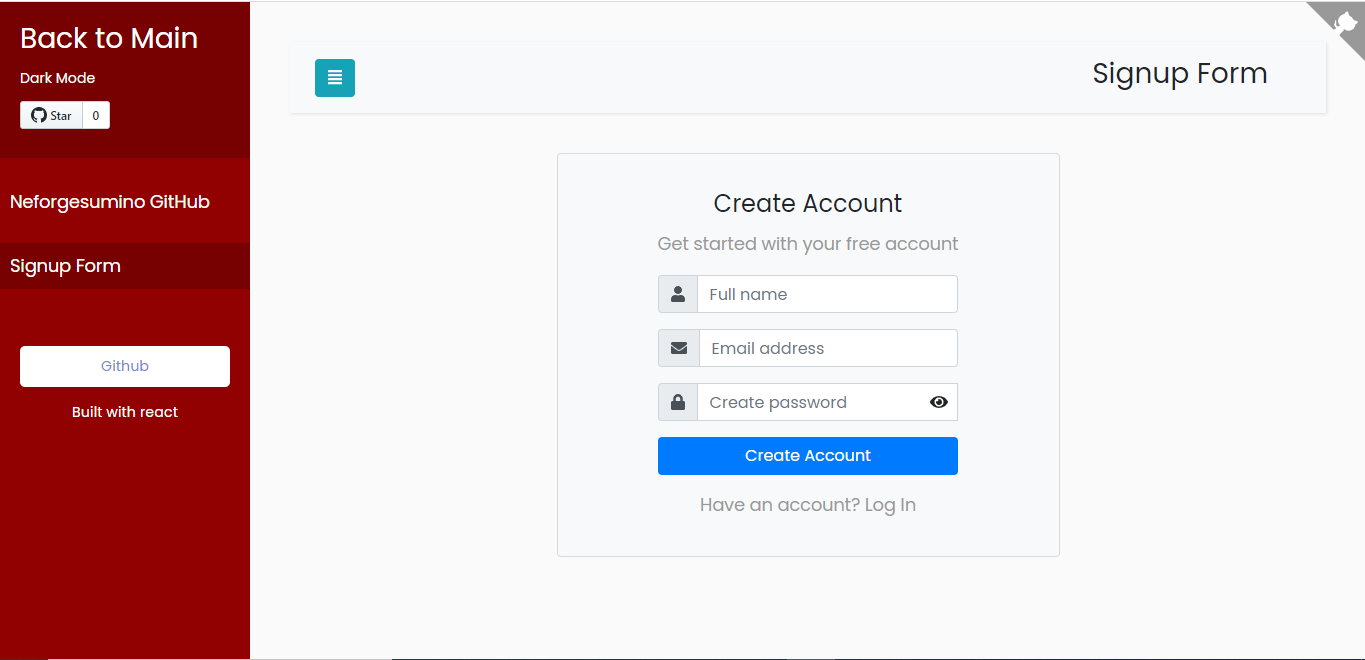 Back to Main
Dark Mode
Star 0
Neforgesumino GitHub
Signup Form
Github
Built with react
Signup Form
Create Account
Get started with your free account
Full name
Email address
Create password
Create Account
Have an account? Log In